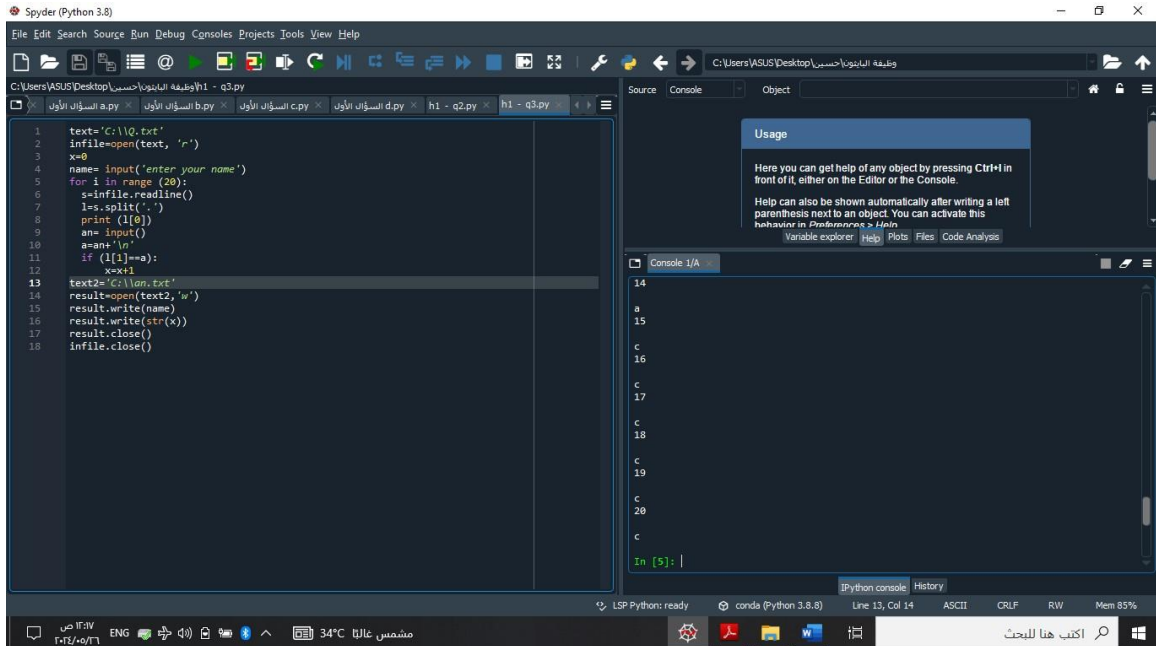 Spyder (Python 3.8)
File Edit Search Source Run Debug Consoles Projects Tools View Help
C:\Users\ASUS\Desktop\وظيفة البايثون\حسين
C:\Users\ASUS\Desktop\وظيفة البايثون\حسين\h1 - q3.py
السؤال الأول a.py
السؤال الأول b.py
السؤال الأول c.py
السؤال الأول d.py
h1 - q2.py
h1 - q3.py
1 text='C:\\Q.txt'
2 infile=open(text, 'r')
3 x=0
4 name= input('enter your name')
5 for i in range (20):
6 s=infile.readline()
7 l=s.split('.')
8 print (l[0])
9 an= input()
10 a=an+'\n'
11 if (l[1]==a):
12 x=x+1
13 text2='C:\\an.txt'
14 result=open(text2,'w')
15 result.write(name)
16 result.write(str(x))
17 result.close()
18 infile.close()
Source Console Object
Usage
Here you can get help of any object by pressing Ctrl+I in
front of it, either on the Editor or the Console.
Help can also be shown automatically after writing a left
parenthesis next to an object. You can activate this
behavior in Preferences > Help.
Variable explorer Help Plots Files Code Analysis
Console 1/A
14
a
15
c
16
c
17
c
18
c
19
c
20
c
In [5]:
IPython console History
LSP Python: ready conda (Python 3.8.8) Line 13, Col 14 ASCII CRLF RW Mem 85%
١٢:١٧ ص
٢٠٢٤/٠٥/٢٦
ENG
34°C مشمس غالبًا
اكتب هنا للبحث